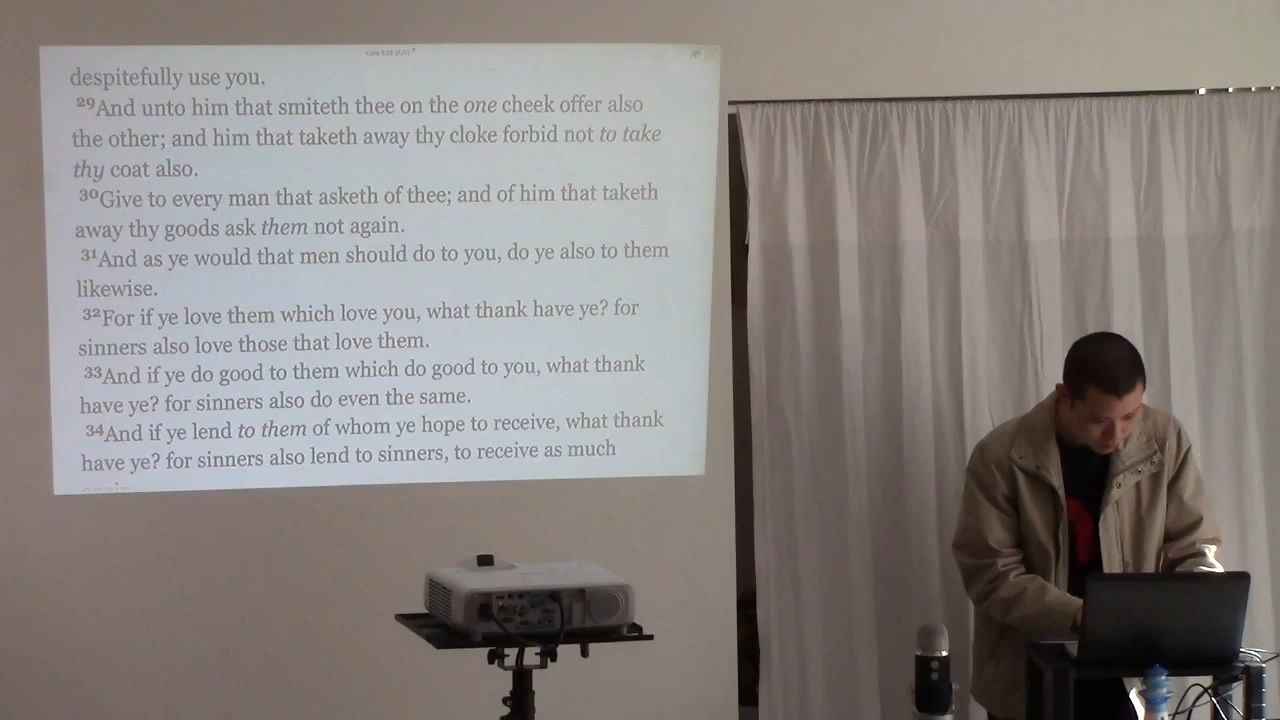 despitefully use you.
29And unto him that smiteth thee on the one cheek offer also
the other; and him that taketh away thy cloke forbid not to take
thy coat also.
30Give to every man that asketh of thee; and of him that taketh
away thy goods ask them not again.
31And as ye would that men should do to you, do ye also to them
likewise.
32For if ye love them which love you, what thank have ye? for
sinners also love those that love them.
33And if ye do good to them which do good to you, what thank
have ye? for sinners also do even the same.
34And if ye lend to them of whom ye hope to receive, what thank
have ye? for sinners also lend to sinners, to receive as much